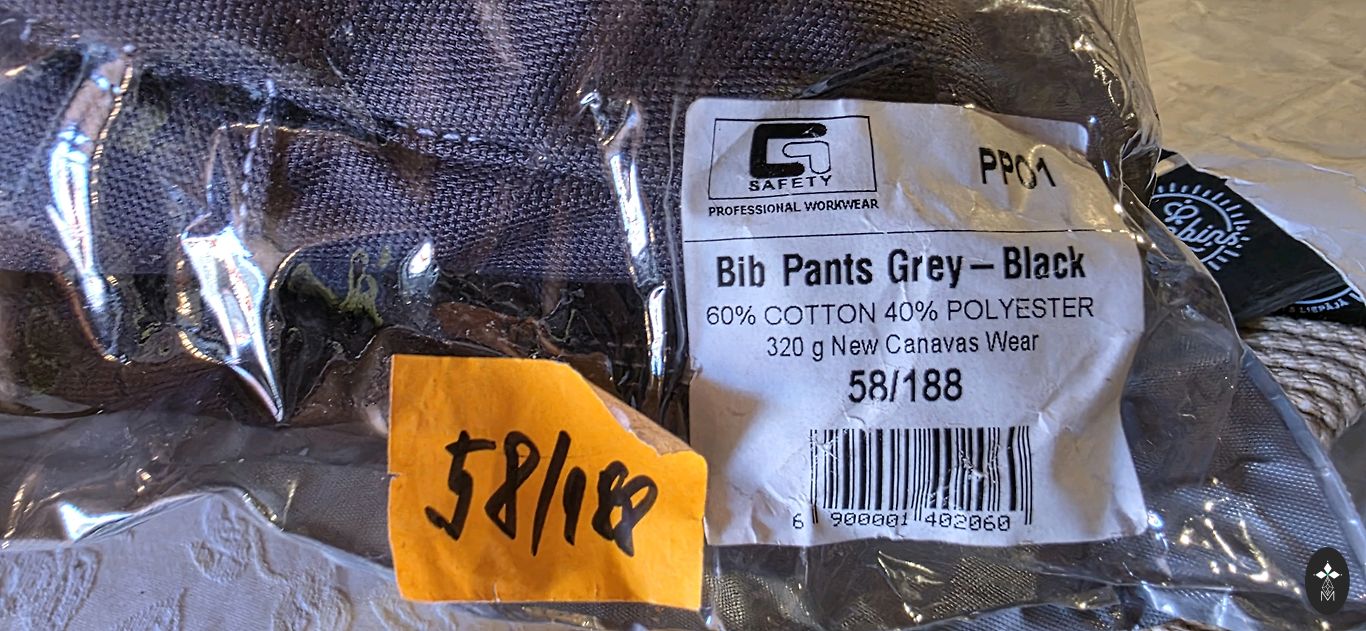 SAFETY
PROFESSIONAL WORKWEAR
PP01
Bib Pants Grey – Black
60% COTTON 40% POLYESTER
320 g New Canavas Wear
58/188
6 900001 402060
58/188
LIEPĀJĀ
M